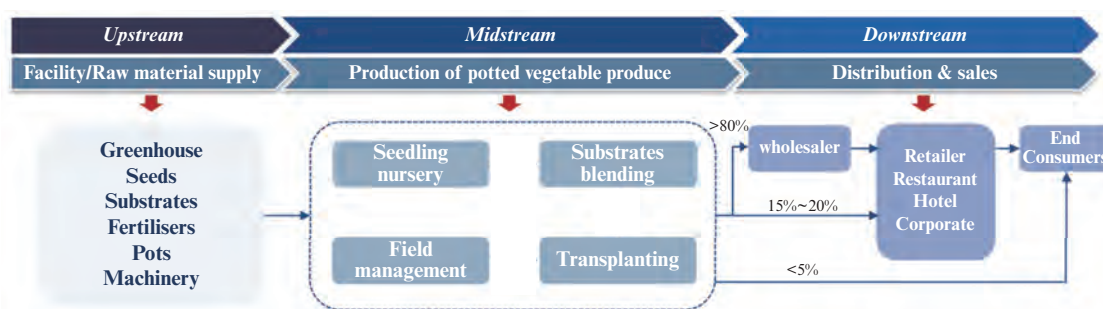 Upstream
Midstream
Downstream
Facility/Raw material supply
Production of potted vegetable produce
Distribution & sales
Greenhouse
Seeds
Substrates
Fertilisers
Pots
Machinery
Seedling
nursery
Substrates
blending
Field
management
Transplanting
>80%
wholesaler
15%~20%
<5%
Retailer
Restaurant
Hotel
Corporate
End
Consumers